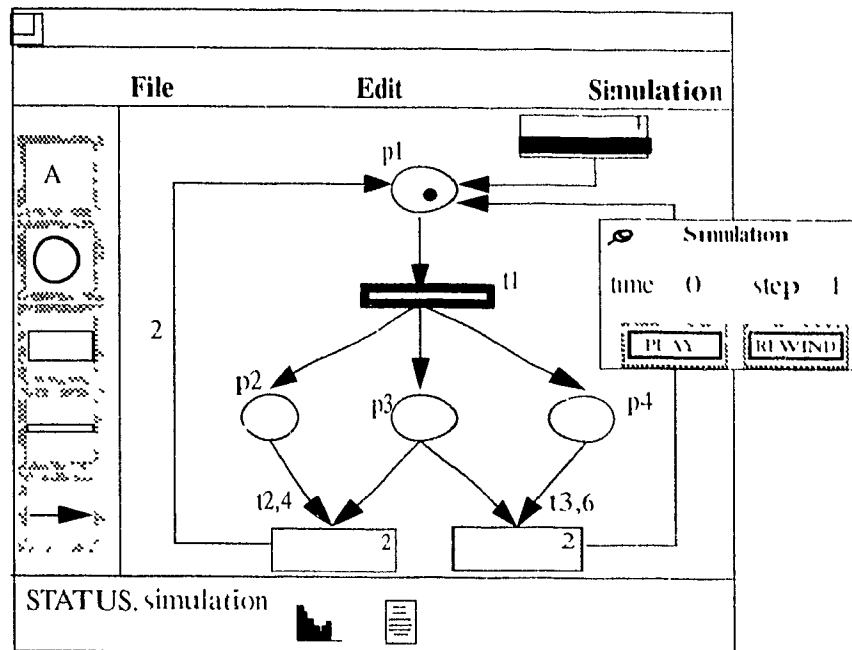 File Edit Simulation
A
p1
Simulation
time 0 step 1
PLAY REWIND
t1
2
p2
p3
p4
t2,4
t3,6
2
2
STATUS. simulation